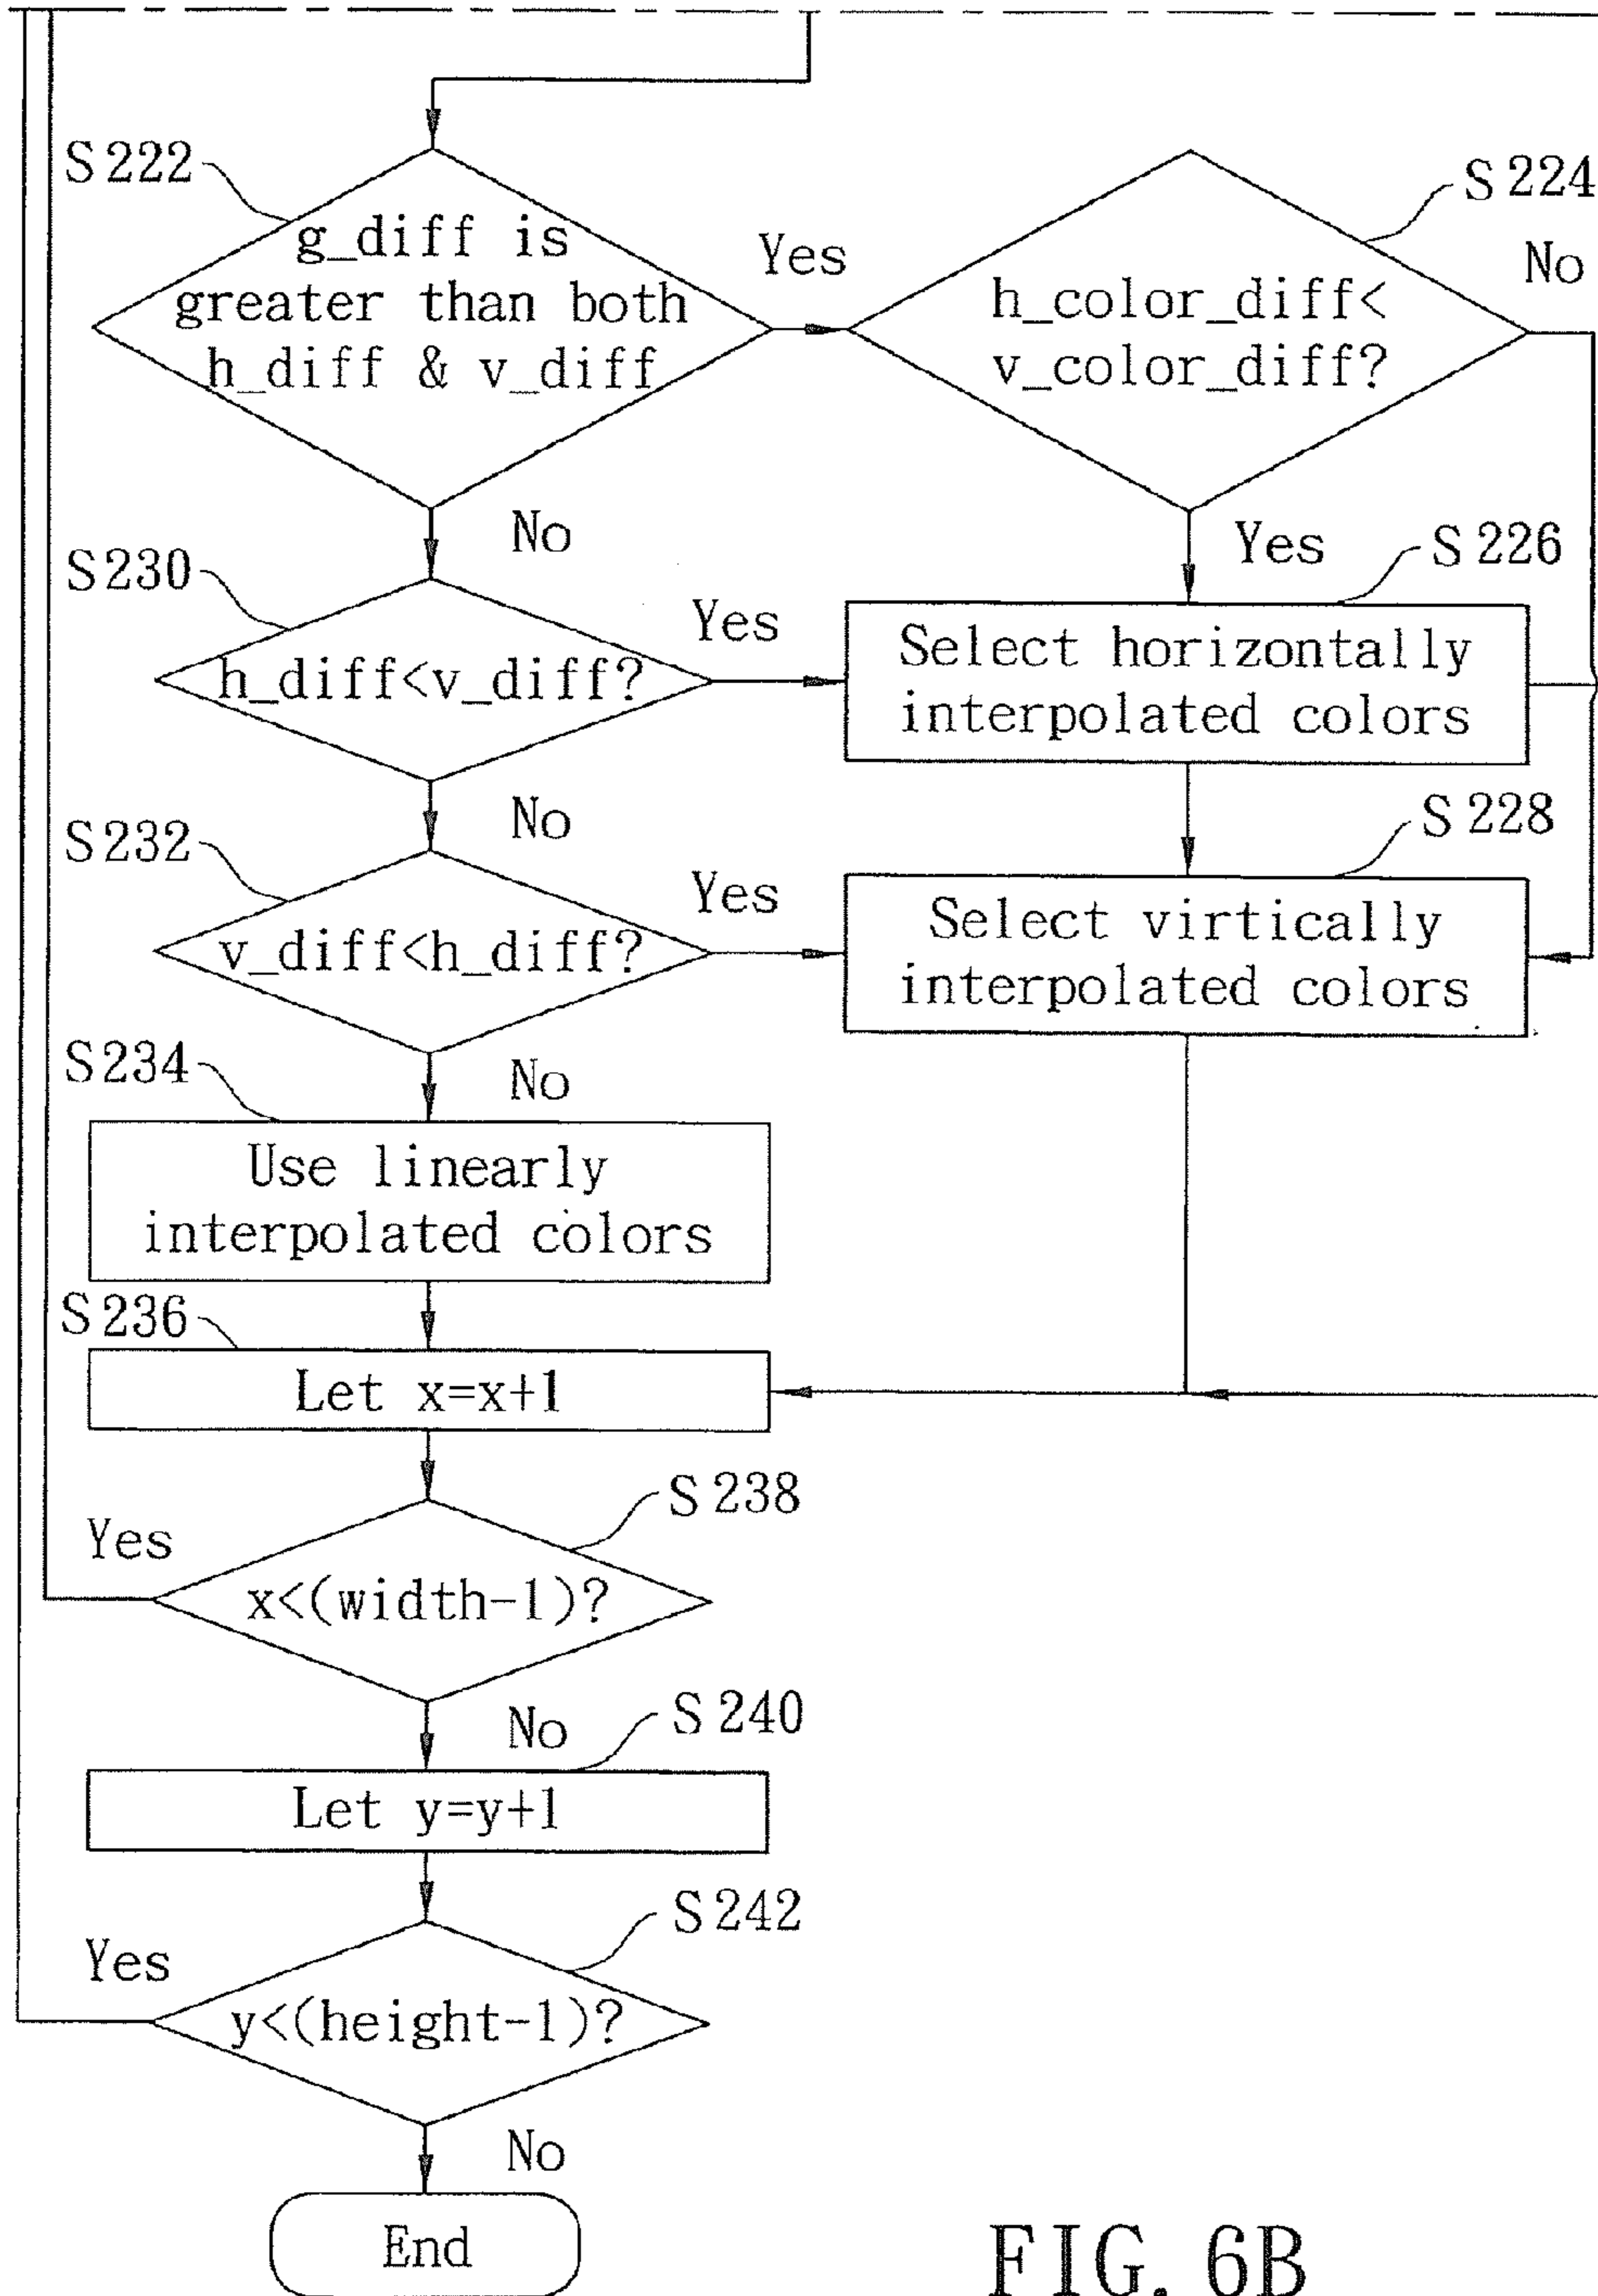 S222
g_diff is
greater than both
h_diff & v_diff
Yes
S224
h_color_diff<
v_color_diff?
No
No
Yes
S230
h_diff<v_diff?
Yes
S226
Select horizontally
interpolated colors
No
S232
v_diff<h_diff?
Yes
S228
Select virtically
interpolated colors
No
S234
Use linearly
interpolated colors
S236
Let x=x+1
S238
Yes
x<(width-1)?
No
S240
Let y=y+1
S242
Yes
y<(height-1)?
No
End
FIG. 6B